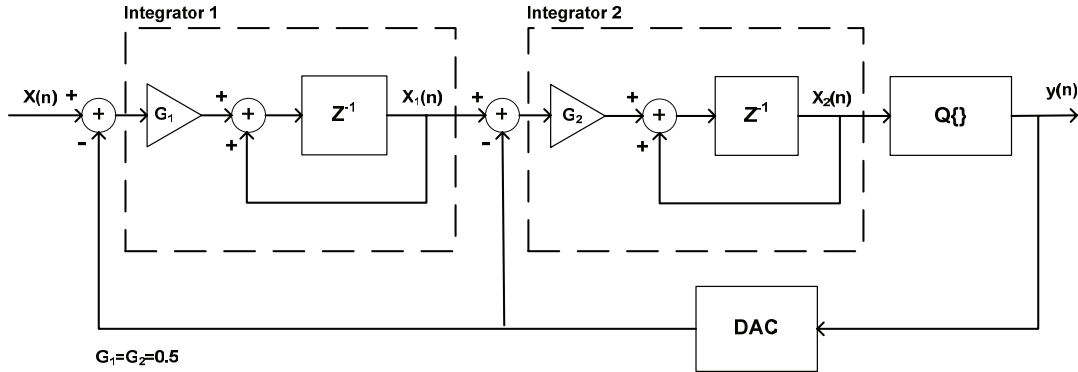 Integrator 1
Integrator 2
X(n)
+
+
-
G₁
+
+
+
Z⁻¹
X₁(n)
+
+
-
G₂
+
+
+
Z⁻¹
X₂(n)
Q{}
y(n)
DAC
G₁=G₂=0.5